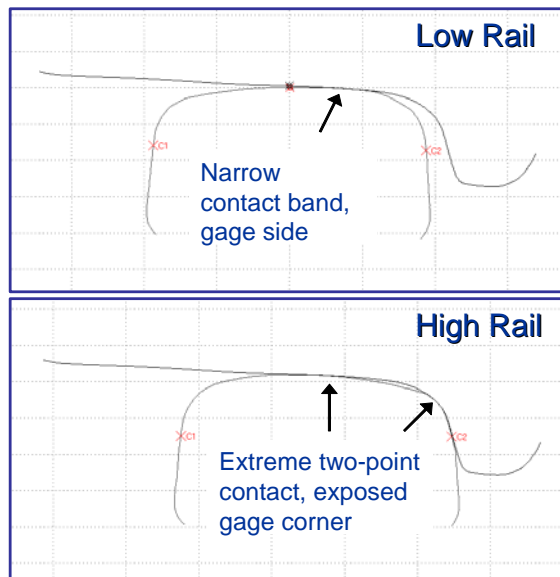 Low Rail
C1
C2
Narrow
contact band,
gage side
High Rail
C1
C2
Extreme two-point
contact, exposed
gage corner